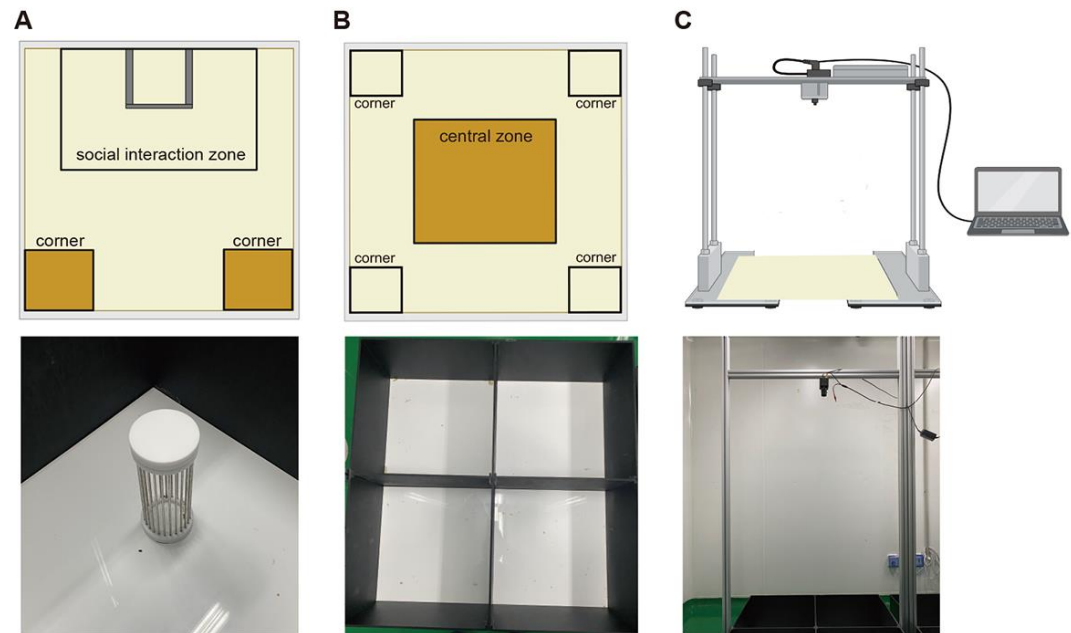 A
B
C
social interaction zone
corner
corner
corner
corner
central zone
corner
corner